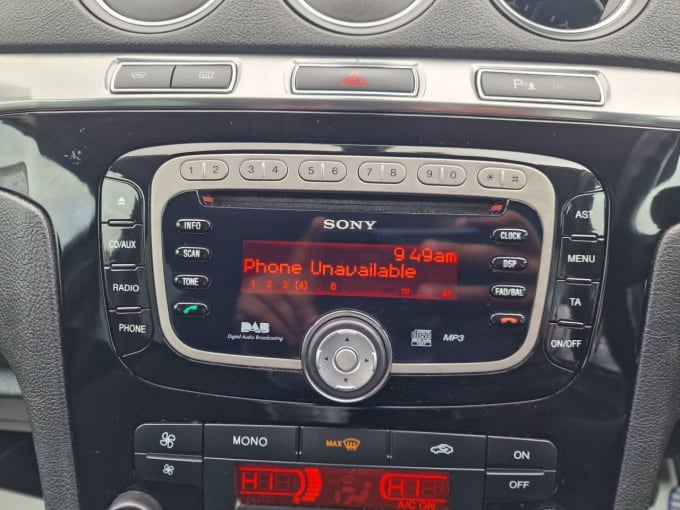 P
1 2
3 4
5 6
7 8
9 0
* #
SONY
INFO
SCAN
TONE
CD/AUX
RADIO
PHONE
9:49am
Phone Unavailable
1 2 3 (4) 6
TP
CLOCK
DSP
FAD/BAL
AST
MENU
TA
ON/OFF
DAB
Digital Audio Broadcasting
MP3
MONO
MAX
ON
OFF
HI
AUTO
HI
A/C ON